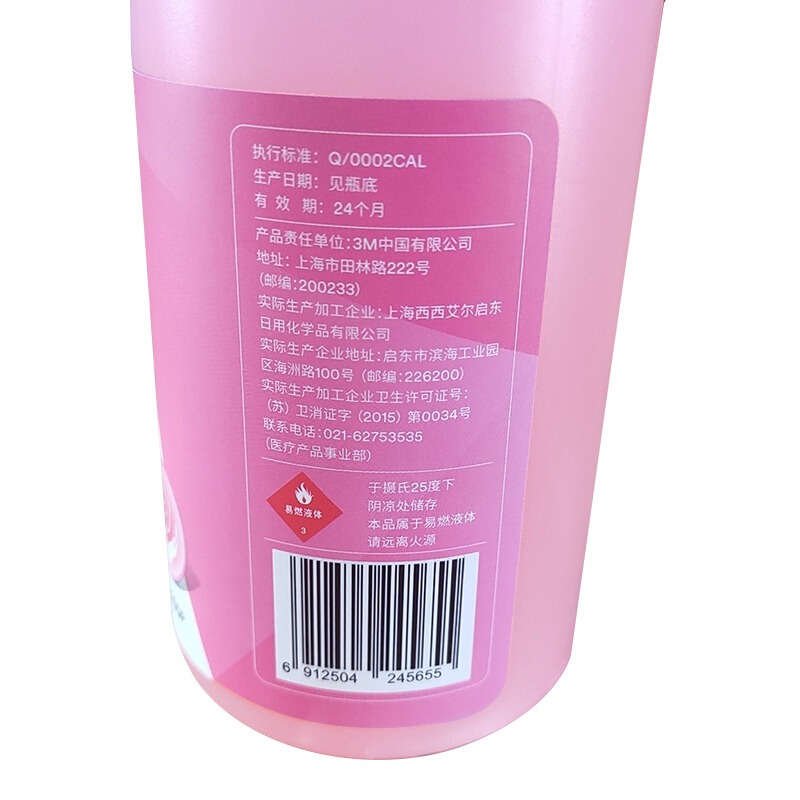 执行标准：Q/0002CAL
生产日期：见瓶底
有 效 期：24个月
产品责任单位：3M中国有限公司
地址：上海市田林路222号
(邮编：200233)
实际生产加工企业：上海西西艾尔启东
日用化学品有限公司
实际生产企业地址：启东市滨海工业园
区海洲路100号（邮编：226200）
实际生产加工企业卫生许可证号：
（苏）卫消证字（2015）第0034号
联系电话：021-62753535
(医疗产品事业部)
易燃液体
3
于摄氏25度下
阴凉处储存
本品属于易燃液体
请远离火源
6 912504 245655